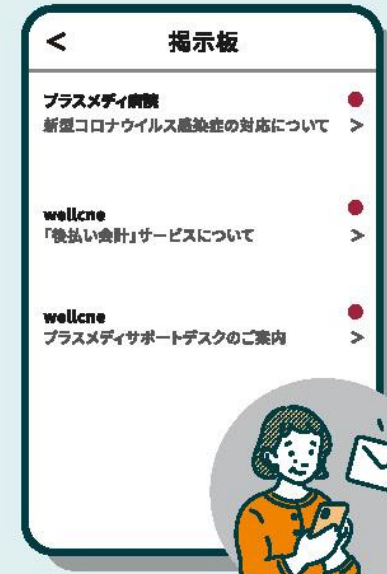 < 掲示板
プラスメディ病院
新型コロナウイルス感染症の対応について >
wellcne
「後払い会計」サービスについて >
wellcne
プラスメディサポートデスクのご案内 >